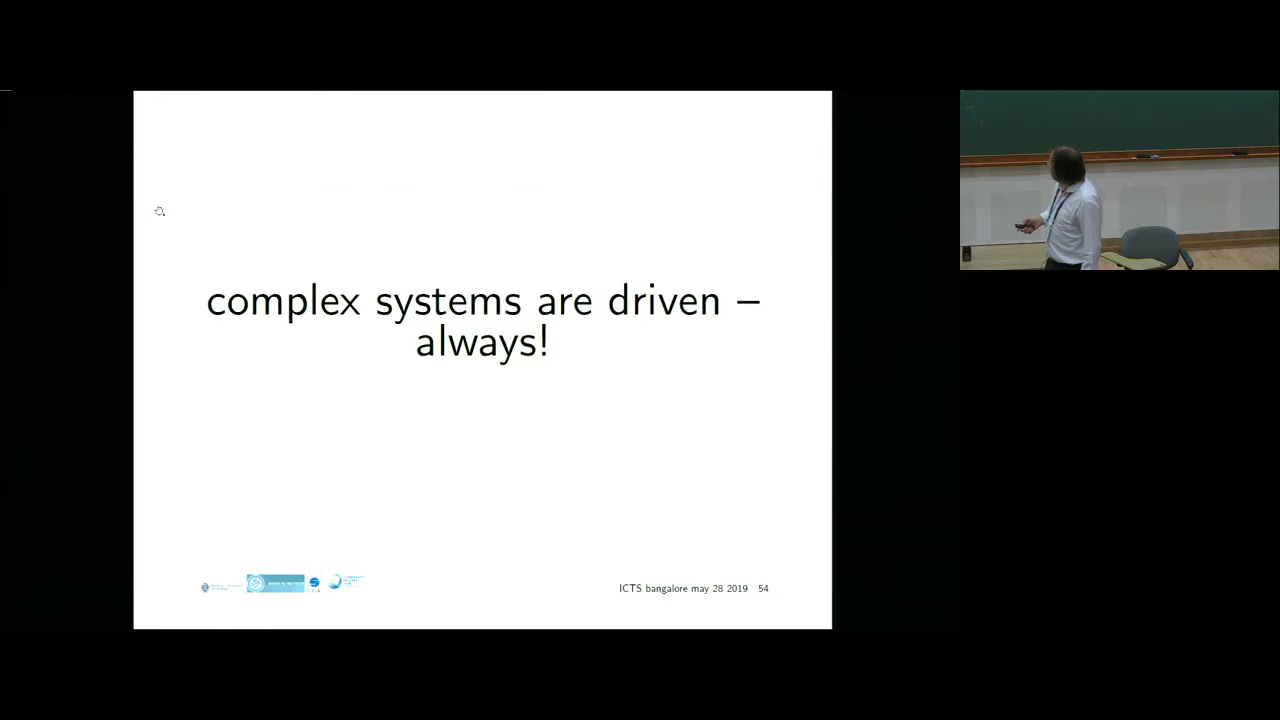 complex systems are driven –
always!
ICTS bangalore may 28 2019 54